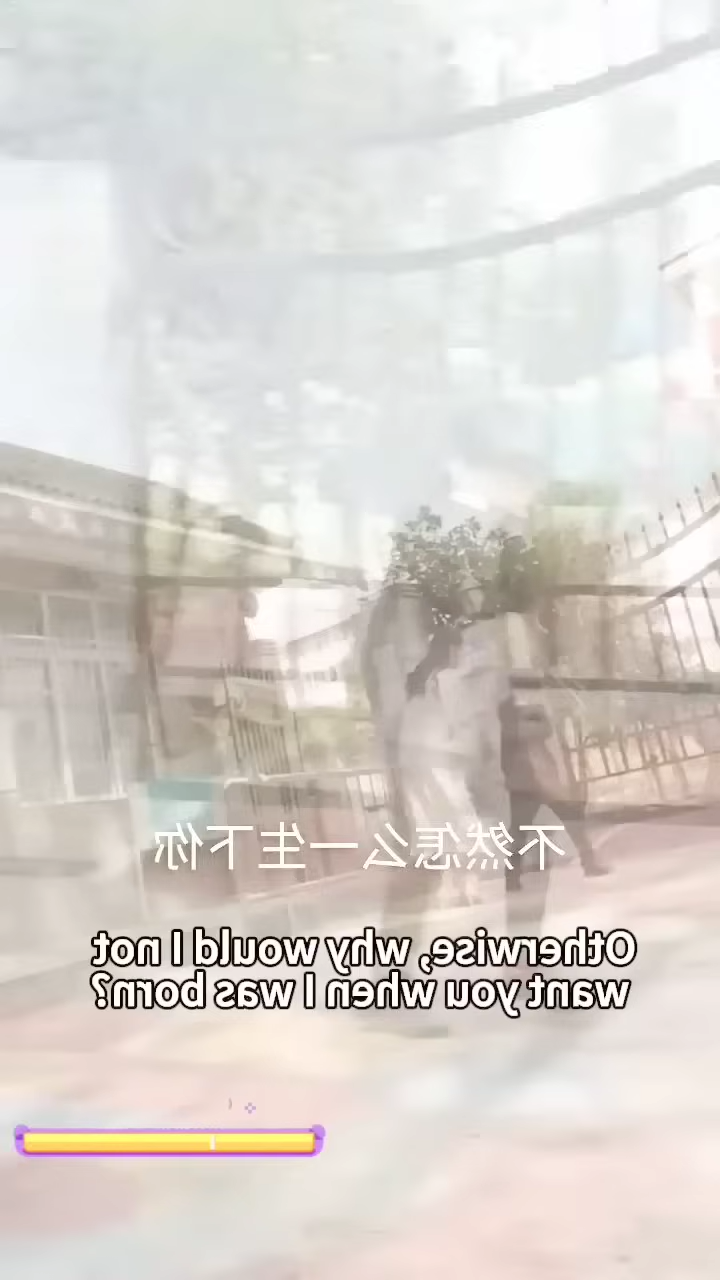 不然怎么一生下你
Otherwise, why would I not
want you when I was born?